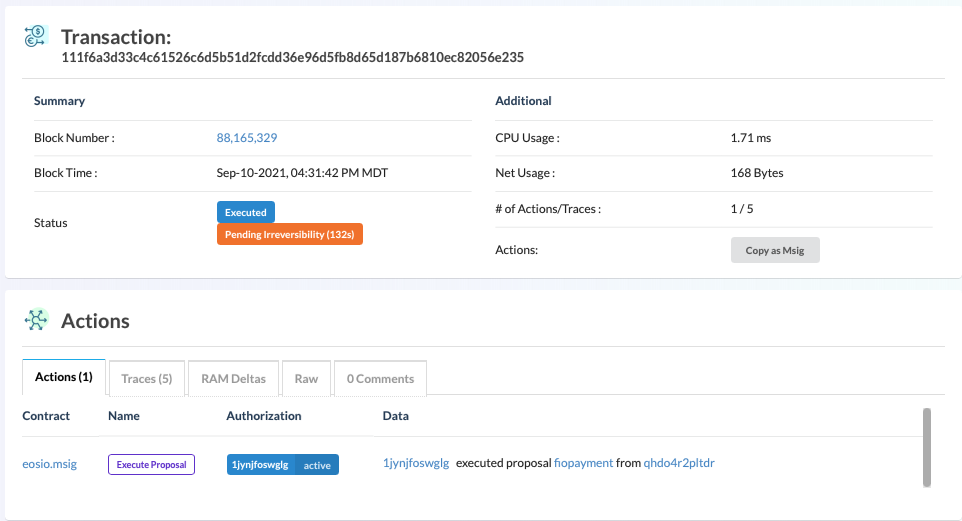 Transaction:
111f6a3d33c4c61526c6d5b51d2fcdd36e96d5fb8d65d187b6810ec82056e235
Summary
Block Number : 88,165,329
Block Time : Sep-10-2021, 04:31:42 PM MDT
Status Executed
Pending Irreversibility (132s)
Additional
CPU Usage : 1.71 ms
Net Usage : 168 Bytes
# of Actions/Traces : 1 / 5
Actions: Copy as Msig
Actions
Actions (1) Traces (5) RAM Deltas Raw 0 Comments
Contract Name Authorization Data
eosio.msig Execute Proposal 1jynjfoswglg active 1jynjfoswglg executed proposal fiopayment from qhdo4r2pltdr